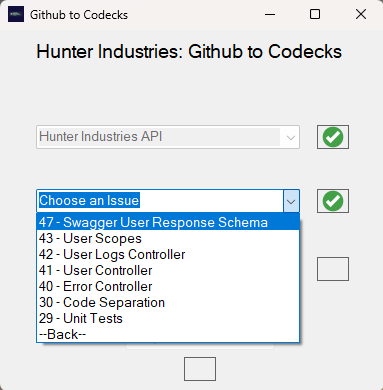 Github to Codecks
Hunter Industries: Github to Codecks
Hunter Industries API
Choose an Issue
47 - Swagger User Response Schema
43 - User Scopes
42 - User Logs Controller
41 - User Controller
40 - Error Controller
30 - Code Separation
29 - Unit Tests
--Back--